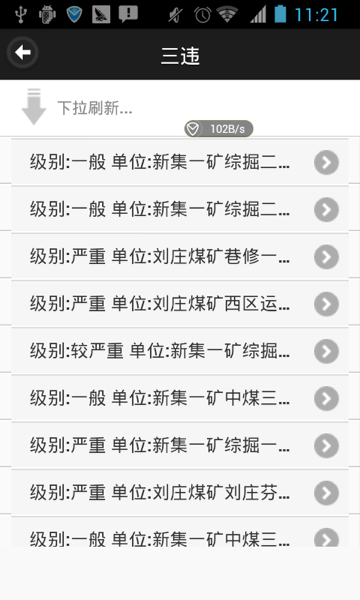 11:21
三违
下拉刷新...
102B/s
级别:一般 单位:新集一矿综掘二...
级别:一般 单位:新集一矿综掘二...
级别:严重 单位:刘庄煤矿巷修一...
级别:严重 单位:刘庄煤矿西区运...
级别:较严重 单位:新集一矿综掘...
级别:一般 单位:新集一矿中煤三...
级别:严重 单位:新集一矿综掘一...
级别:严重 单位:刘庄煤矿刘庄芬...
级别:一般 单位:新集一矿中煤三...